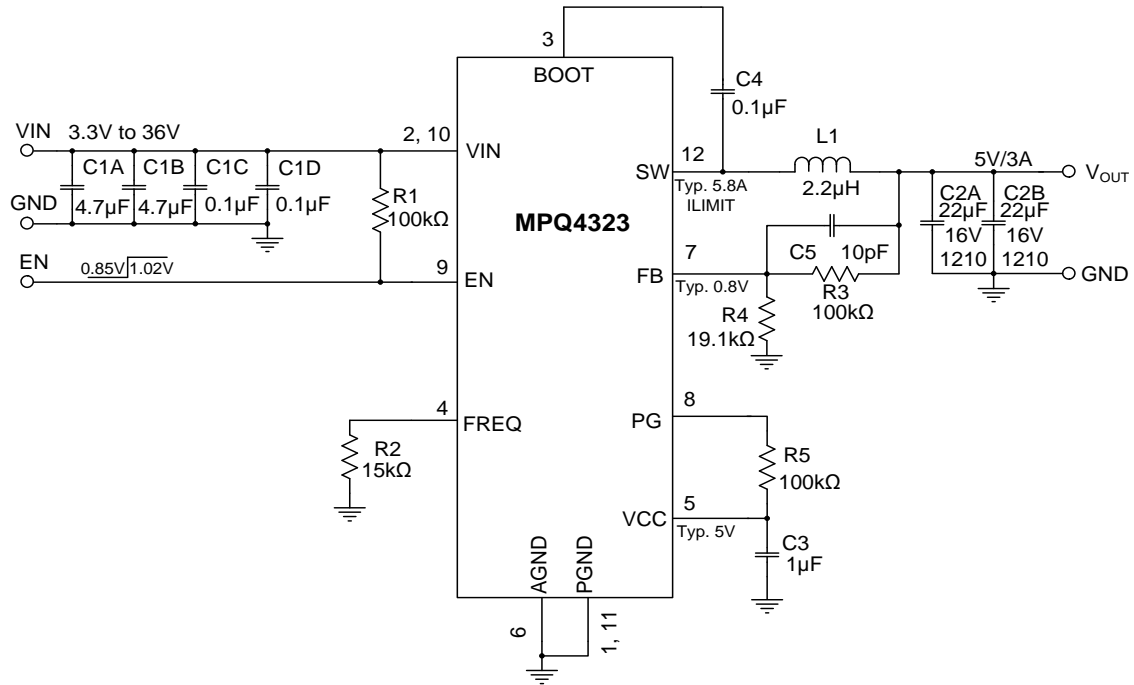 3
BOOT
C4
0.1µF
VIN 3.3V to 36V
2, 10
VIN
C1A
4.7µF
C1B
4.7µF
C1C
0.1µF
C1D
0.1µF
GND
R1
100kΩ
EN
0.85V 1.02V
9
EN
MPQ4323
12
SW
Typ. 5.8A
ILIMIT
L1
2.2µH
5V/3A
VOUT
C2A
22µF
16V
1210
C2B
22µF
16V
1210
GND
7
FB
Typ. 0.8V
C5
10pF
R3
100kΩ
R4
19.1kΩ
4
FREQ
R2
15kΩ
8
PG
R5
100kΩ
5
VCC
Typ. 5V
C3
1µF
AGND
PGND
6
1, 11